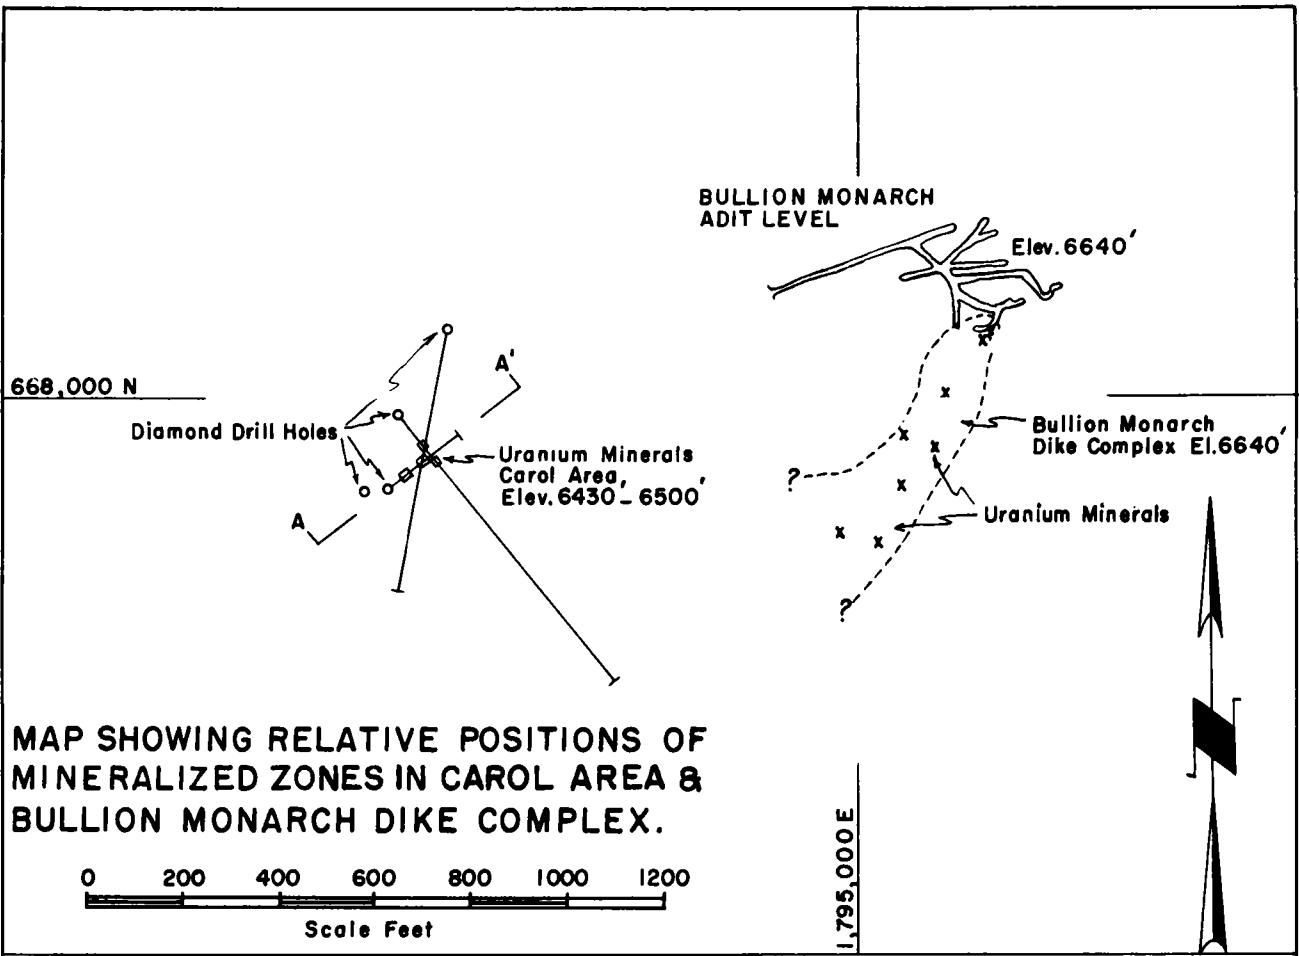 BULLION MONARCH
ADIT LEVEL
Elev. 6640'
A'
668,000 N
Diamond Drill Holes
Uranium Minerals
Carol Area,
Elev. 6430-6500'
A
Bullion Monarch
Dike Complex El. 6640'
?
x
x
x
x
x
x
x
Uranium Minerals
?
N
MAP SHOWING RELATIVE POSITIONS OF
MINERALIZED ZONES IN CAROL AREA &
BULLION MONARCH DIKE COMPLEX.
1,795,000 E
0 200 400 600 800 1000 1200
Scale Feet